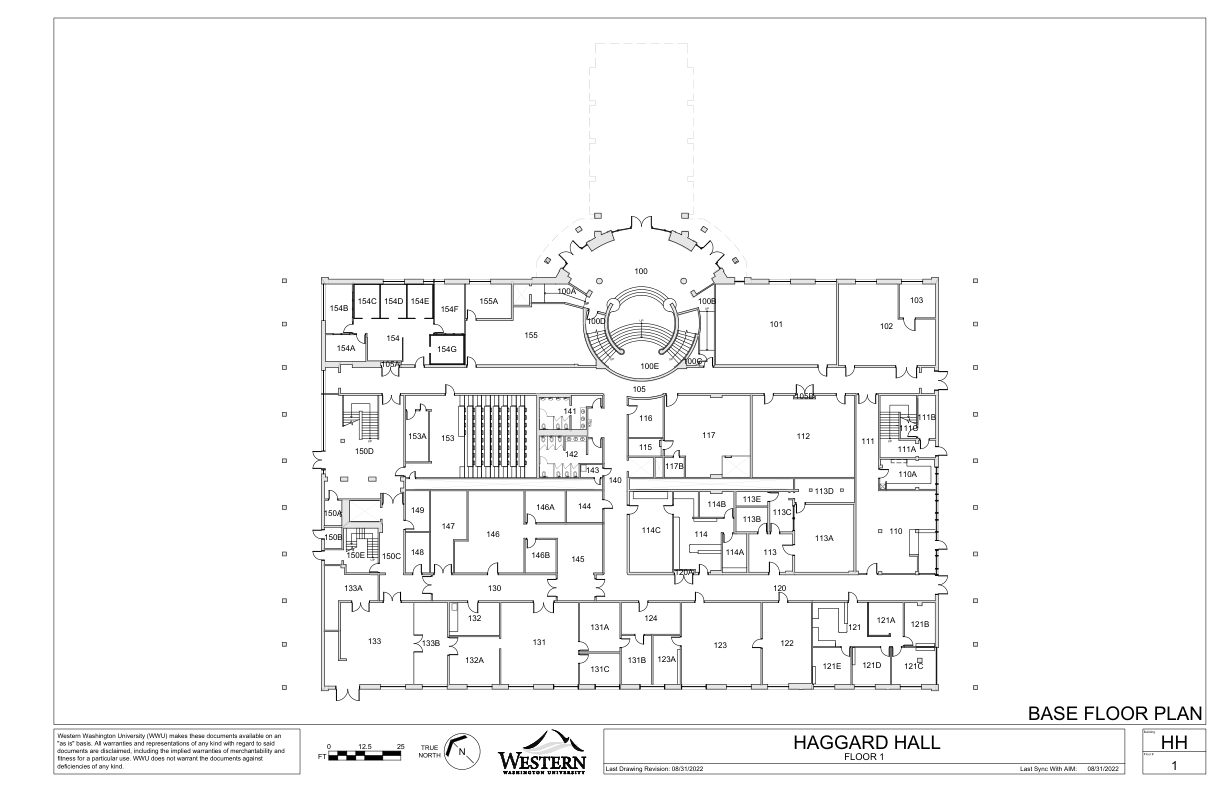 100
100A
100B
100D
100C
100E
105
154B
154C
154D
154E
154F
155A
103
154
154A
154G
155
101
102
105A
105B
153A
153
141
142
143
116
115
117
117B
112
111
111C
111B
111A
110A
150D
140
150A
150B
150E
150C
149
148
147
146
146A
144
146B
145
114C
114B
114
114A
113E
113B
113C
113D
113
113A
110
133A
130
120A
120
133
133B
132
132A
131
131A
131C
124
131B
123A
123
122
121
121A
121B
121E
121D
121C
BASE FLOOR PLAN
Western Washington University (WWU) makes these documents available on an
"as is" basis. All warranties and representations of any kind with regard to said
documents are disclaimed, including the implied warranties of merchantability and
fitness for a particular use. WWU does not warrant the documents against
deficiencies of any kind.
0 12.5 25
FT
TRUE
NORTH
N
WESTERN
WASHINGTON UNIVERSITY
HAGGARD HALL
FLOOR 1
Last Drawing Revision: 08/31/2022
Last Sync With AIM: 08/31/2022
Building
HH
1